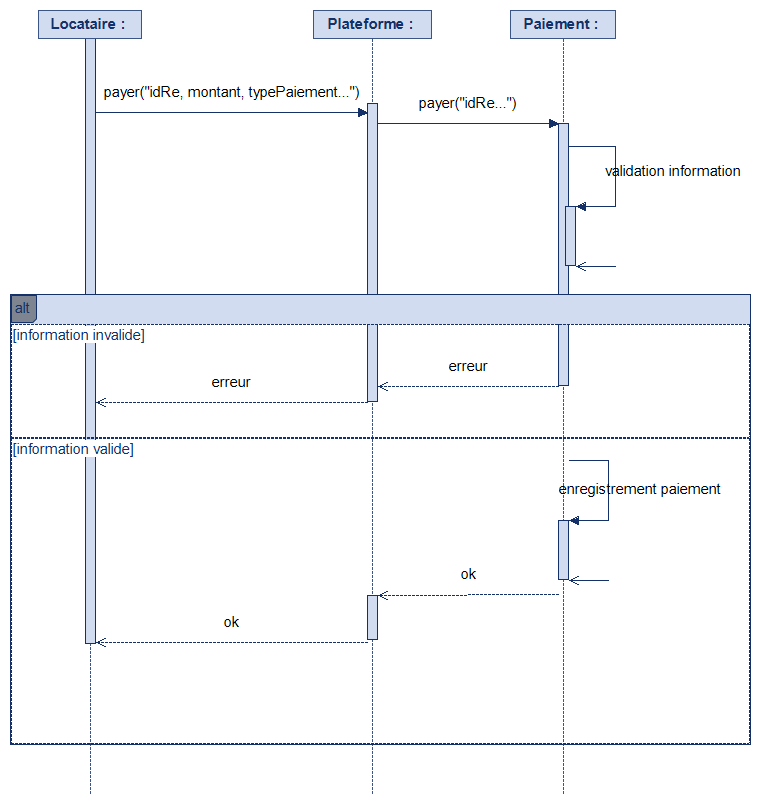 Locataire :
Plateforme :
Paiement :
payer("idRe, montant, typePaiement...")
payer("idRe...")
validation information
alt
[information invalide]
erreur
erreur
[information valide]
enregistrement paiement
ok
ok